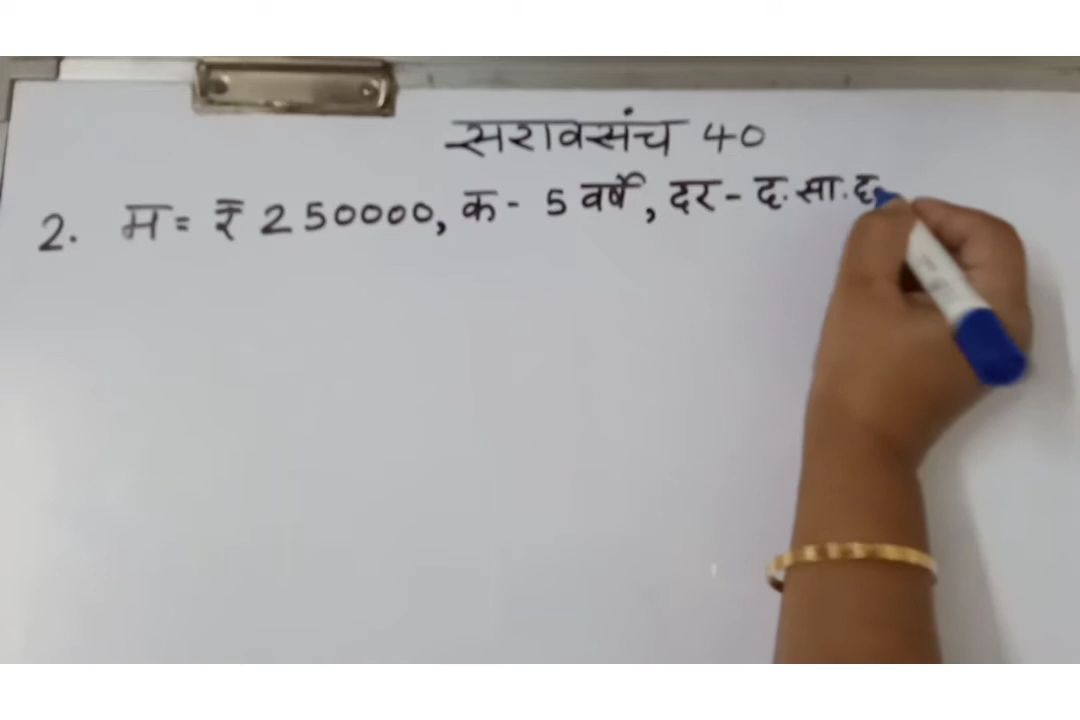 सरावसंच 40
2. म = ₹ 250000, क - 5 वर्षे, दर - द. सा. द.